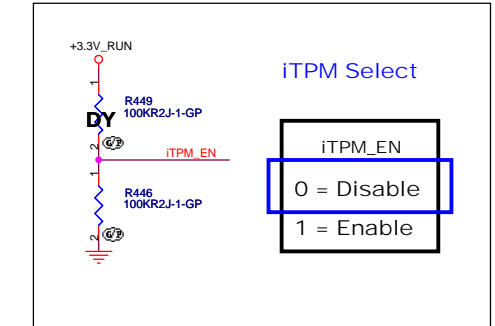 +3.3V_RUN
iTPM Select
1
R449
100KR2J-1-GP
DY
2
iTPM_EN
1
R446
100KR2J-1-GP
2
iTPM_EN
0 = Disable
1 = Enable